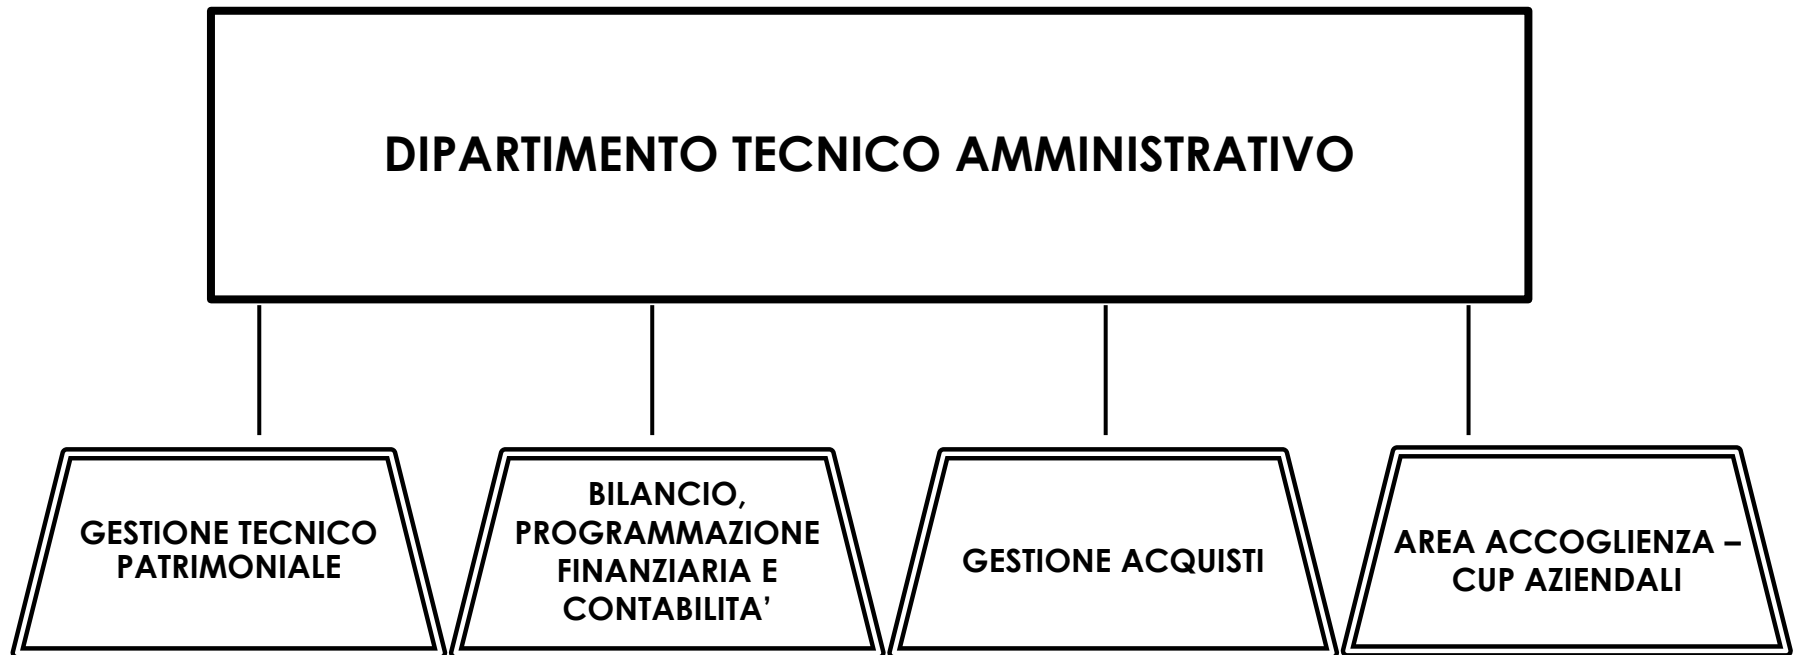 DIPARTIMENTO TECNICO AMMINISTRATIVO
GESTIONE TECNICO
PATRIMONIALE
BILANCIO,
PROGRAMMAZIONE
FINANZIARIA E
CONTABILITA’
GESTIONE ACQUISTI
AREA ACCOGLIENZA –
CUP AZIENDALI